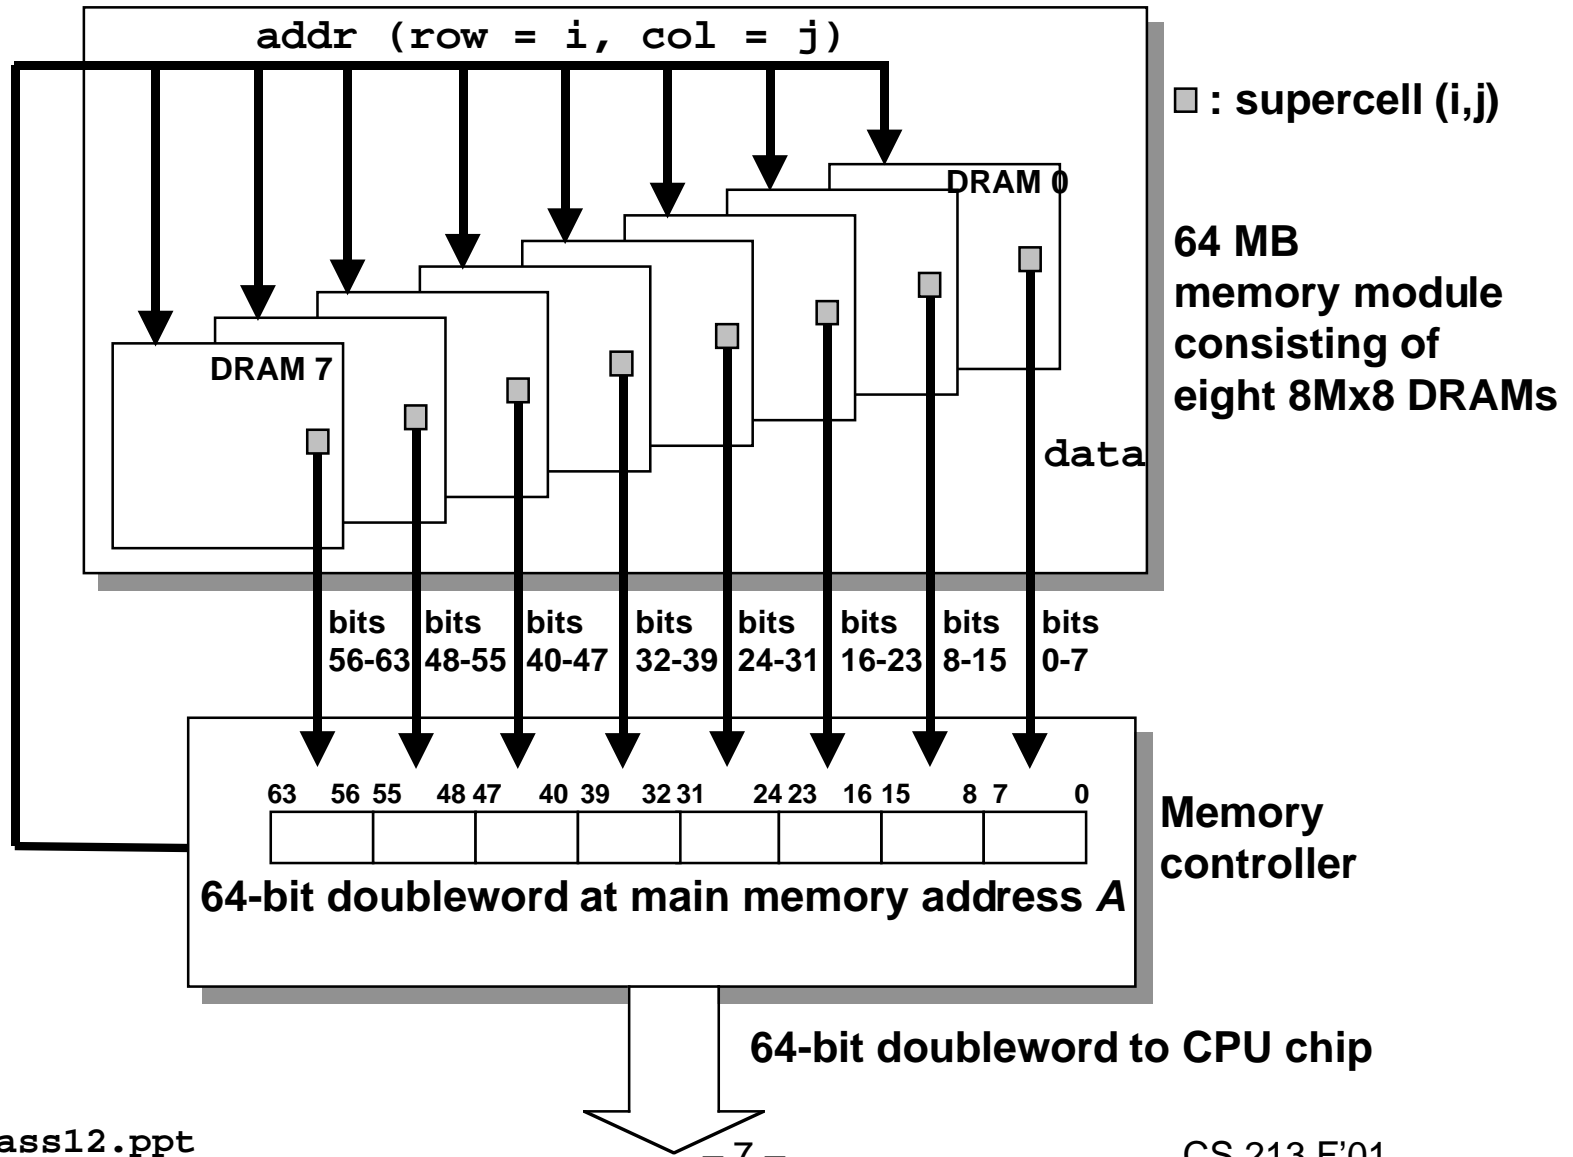 addr (row = i, col = j)
: supercell (i,j)
DRAM 0
64 MB
memory module
consisting of
eight 8Mx8 DRAMs
DRAM 7
data
bits
56-63
bits
48-55
bits
40-47
bits
32-39
bits
24-31
bits
16-23
bits
8-15
bits
0-7
63 56 55 48 47 40 39 32 31 24 23 16 15 8 7 0
Memory
controller
64-bit doubleword at main memory address A
64-bit doubleword to CPU chip
ass12.ppt
– 7 –
CS 213 F'01